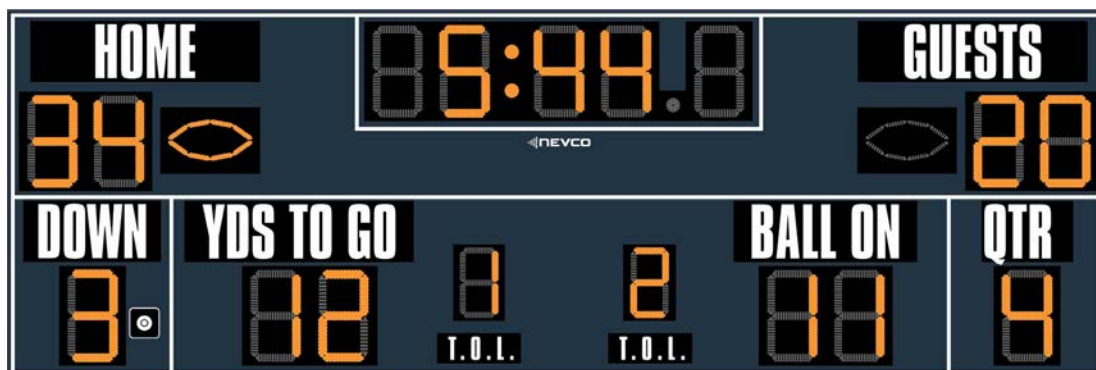 HOME 5:44 GUESTS
34 20
NEVCO
DOWN YDS TO GO BALL ON QTR
3 12 1 2 11 4
T.O.L. T.O.L.